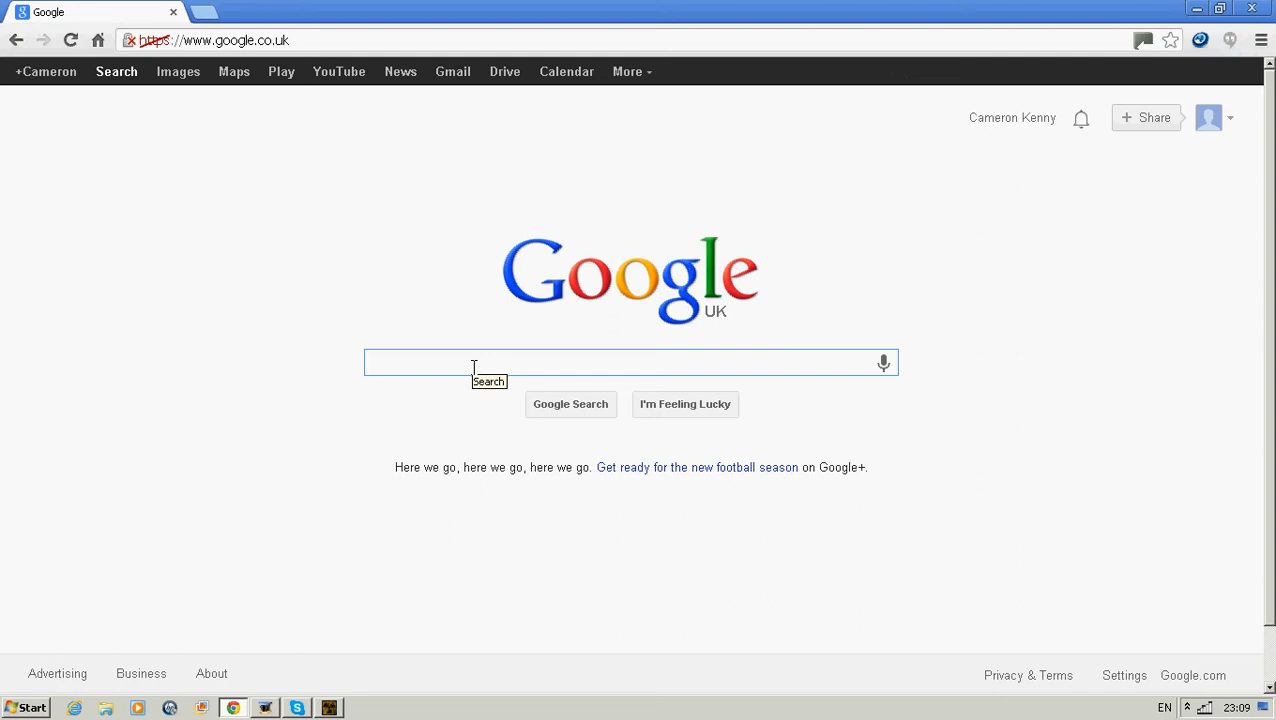 Google
https://www.google.co.uk
+Cameron Search Images Maps Play YouTube News Gmail Drive Calendar More
Cameron Kenny + Share
Google
UK
Search
Google Search I'm Feeling Lucky
Here we go, here we go, here we go. Get ready for the new football season on Google+.
Advertising Business About Privacy & Terms Settings Google.com
Start EN 23:09